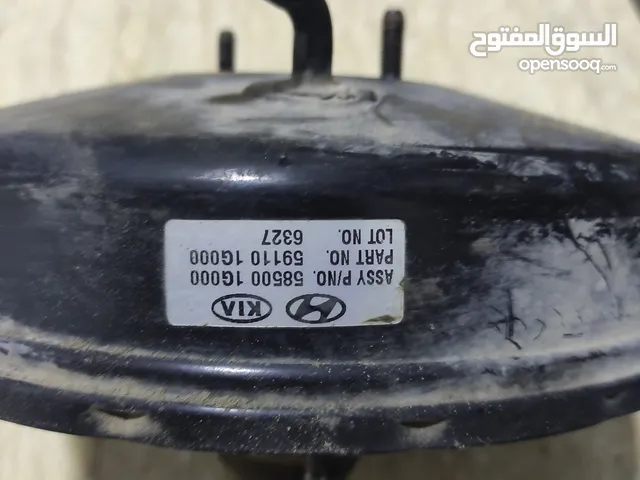 السوق المفتوح
opensooq.com
KIA
ASSY P/NO. 58500 1G000
PART NO. 59110 1G000
LOT NO. 6327